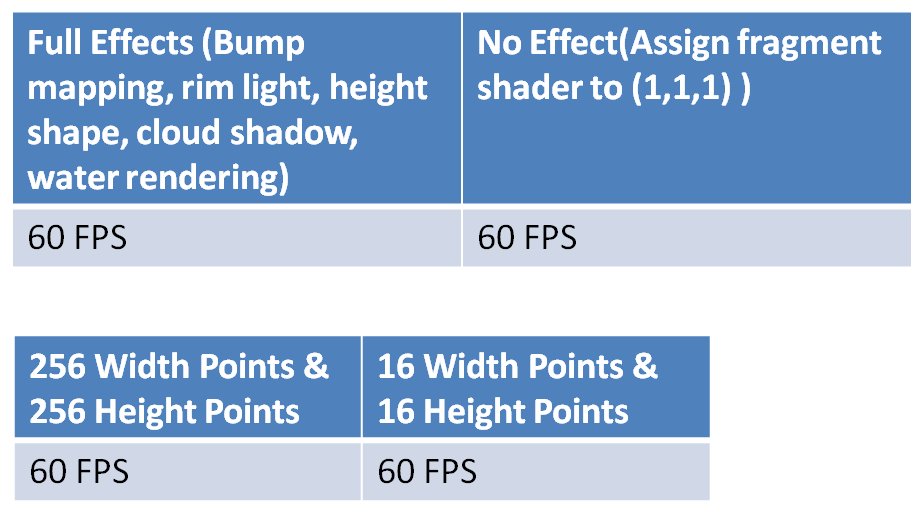 Full Effects (Bump
mapping, rim light, height
shape, cloud shadow,
water rendering)
No Effect(Assign fragment
shader to (1,1,1) )
60 FPS
60 FPS
256 Width Points &
256 Height Points
16 Width Points &
16 Height Points
60 FPS
60 FPS